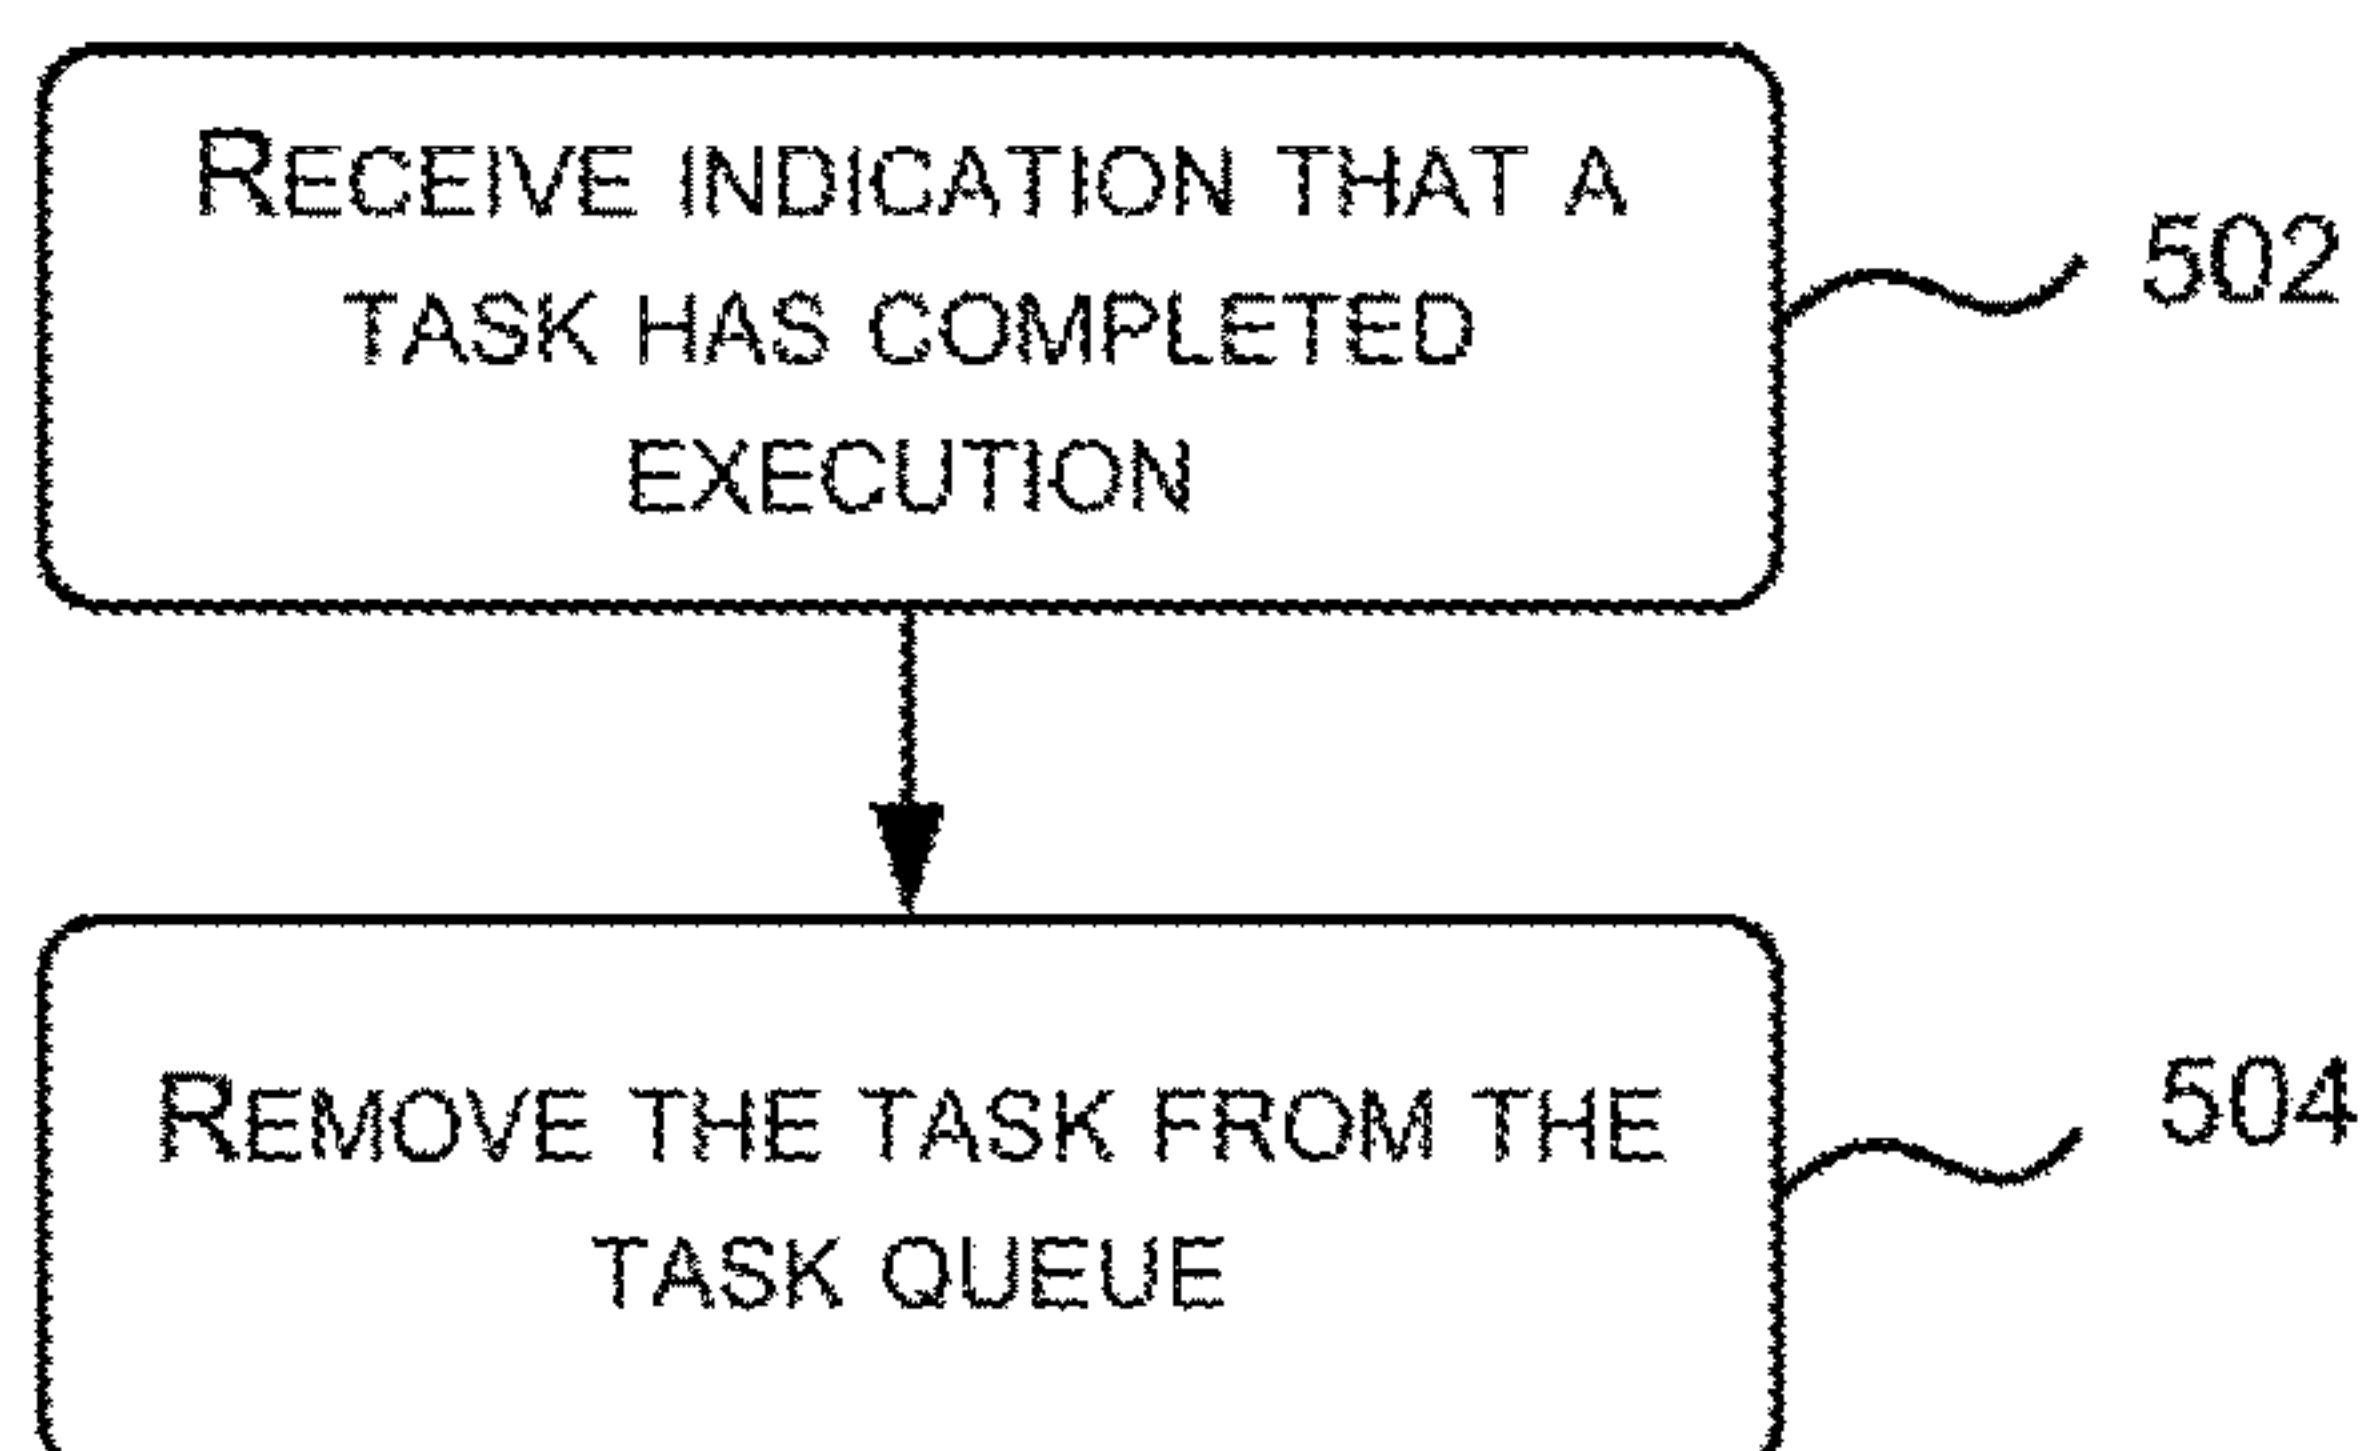 RECEIVE INDICATION THAT A
TASK HAS COMPLETED
EXECUTION
502
REMOVE THE TASK FROM THE
TASK QUEUE
504